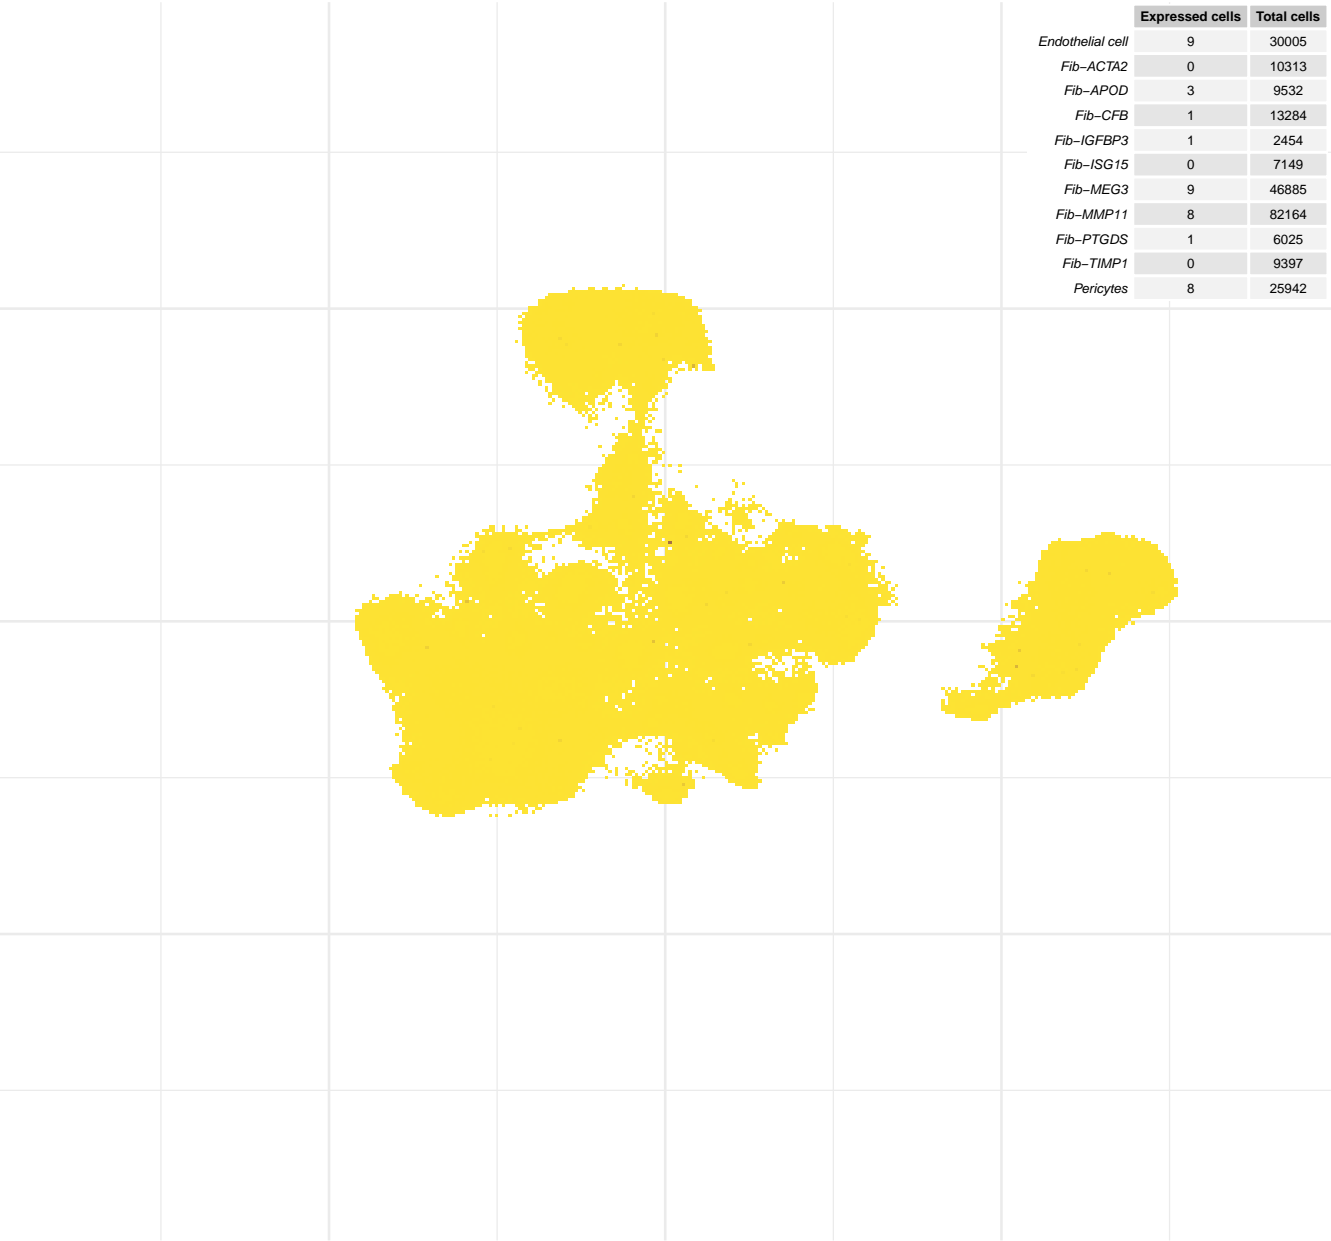 Expressed cells Total cells
Endothelial cell 9 30005
Fib−ACTA2 0 10313
Fib−APOD 3 9532
Fib−CFB 1 13284
Fib−IGFBP3 1 2454
Fib−ISG15 0 7149
Fib−MEG3 9 46885
Fib−MMP11 8 82164
Fib−PTGDS 1 6025
Fib−TIMP1 0 9397
Pericytes 8 25942